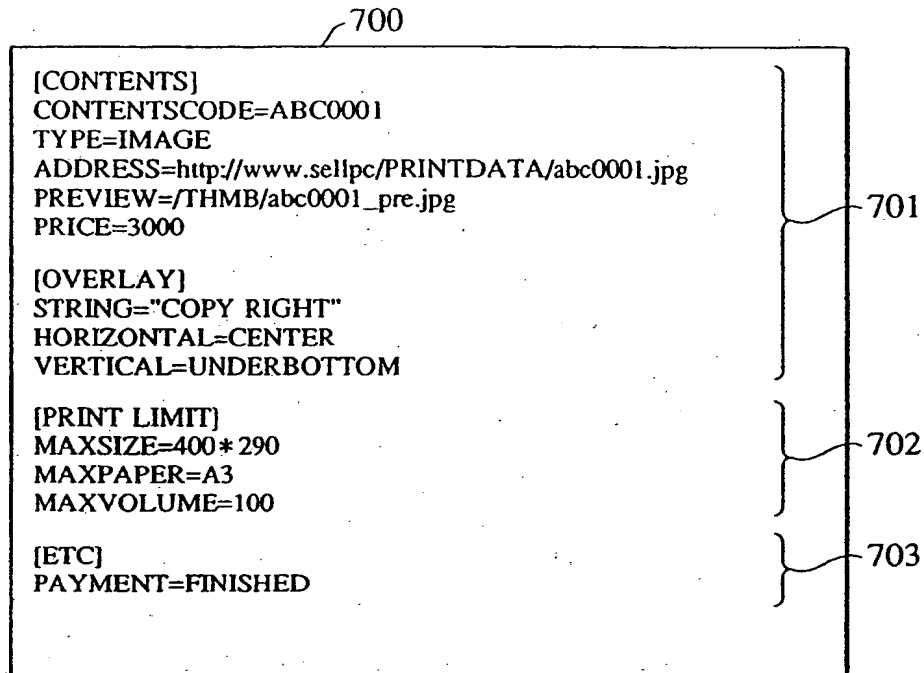 700
[CONTENTS]
CONTENTSCODE=ABC0001
TYPE=IMAGE
ADDRESS=http://www.sellpc/PRINTDATA/abc0001.jpg
PREVIEW=/THMB/abc0001_pre.jpg
PRICE=3000
701
[OVERLAY]
STRING="COPY RIGHT"
HORIZONTAL=CENTER
VERTICAL=UNDERBOTTOM
[PRINT LIMIT]
MAXSIZE=400*290
702
MAXPAPER=A3
MAXVOLUME=100
[ETC]
703
PAYMENT=FINISHED